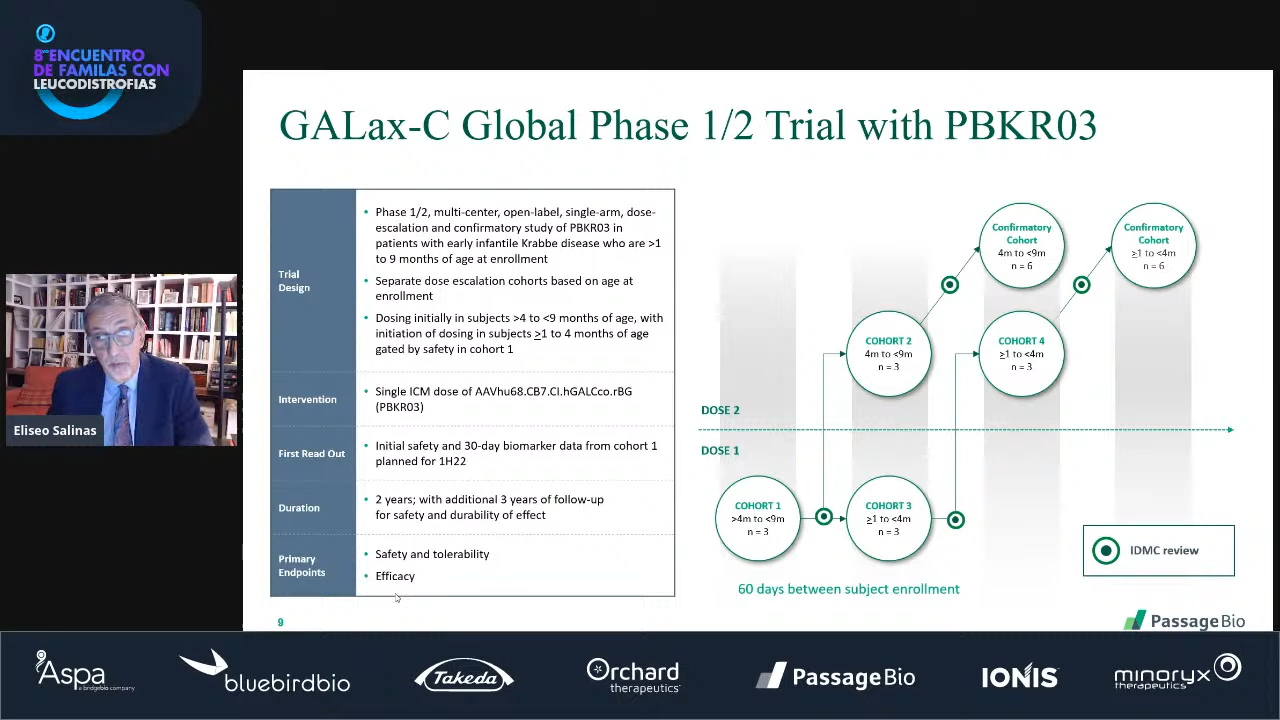 8vo ENCUENTRO
DE FAMILAS CON
LEUCODISTROFIAS
GALax-C Global Phase 1/2 Trial with PBKR03
Trial
Design
• Phase 1/2, multi-center, open-label, single-arm, dose-
escalation and confirmatory study of PBKR03 in
patients with early infantile Krabbe disease who are >1
to 9 months of age at enrollment
• Separate dose escalation cohorts based on age at
enrollment
• Dosing initially in subjects >4 to <9 months of age, with
initiation of dosing in subjects ≥1 to 4 months of age
gated by safety in cohort 1
Intervention
• Single ICM dose of AAVhu68.CB7.CI.hGALCco.rBG
(PBKR03)
First Read Out
• Initial safety and 30-day biomarker data from cohort 1
planned for 1H22
Duration
• 2 years; with additional 3 years of follow-up
for safety and durability of effect
Primary
Endpoints
• Safety and tolerability
• Efficacy
Confirmatory
Cohort
4m to <9m
n = 6
Confirmatory
Cohort
≥1 to <4m
n = 6
COHORT 2
4m to <9m
n = 3
COHORT 4
≥1 to <4m
n = 3
DOSE 2
DOSE 1
COHORT 1
>4m to <9m
n = 3
COHORT 3
≥1 to <4m
n = 3
IDMC review
60 days between subject enrollment
9
PassageBio
Eliseo Salinas
Aspa
a bridgebio company
bluebirdbio
Takeda
Orchard
therapeutics
PassageBio
IONIS
minoryx
therapeutics